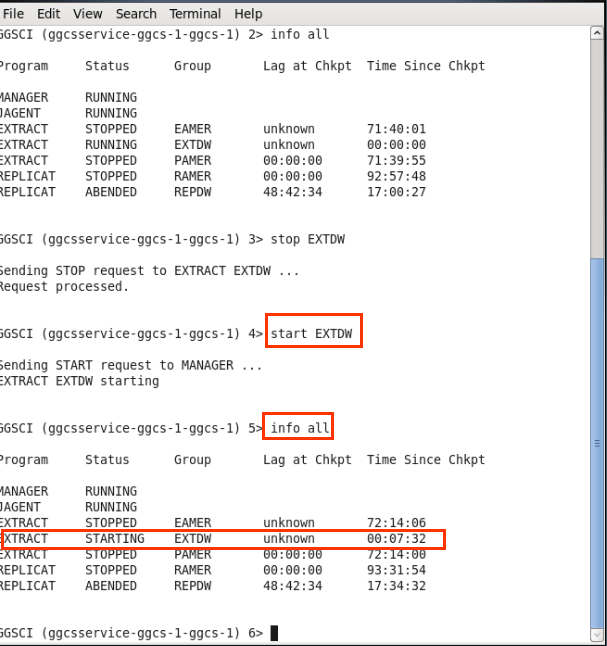 File Edit View Search Terminal Help
GGSCI (ggcsservice-ggcs-1-ggcs-1) 2> info all
Program Status Group Lag at Chkpt Time Since Chkpt
MANAGER RUNNING
JAGENT RUNNING
EXTRACT STOPPED EAMER unknown 71:40:01
EXTRACT RUNNING EXTDW unknown 00:00:00
EXTRACT STOPPED PAMER 00:00:00 71:39:55
REPLICAT STOPPED RAMER 00:00:00 92:57:48
REPLICAT ABENDED REPDW 48:42:34 17:00:27
GGSCI (ggcsservice-ggcs-1-ggcs-1) 3> stop EXTDW
Sending STOP request to EXTRACT EXTDW ...
Request processed.
GGSCI (ggcsservice-ggcs-1-ggcs-1) 4> start EXTDW
Sending START request to MANAGER ...
EXTRACT EXTDW starting
GGSCI (ggcsservice-ggcs-1-ggcs-1) 5> info all
Program Status Group Lag at Chkpt Time Since Chkpt
MANAGER RUNNING
JAGENT RUNNING
EXTRACT STOPPED EAMER unknown 72:14:06
EXTRACT STARTING EXTDW unknown 00:07:32
EXTRACT STOPPED PAMER 00:00:00 72:14:00
REPLICAT STOPPED RAMER 00:00:00 93:31:54
REPLICAT ABENDED REPDW 48:42:34 17:34:32
GGSCI (ggcsservice-ggcs-1-ggcs-1) 6>